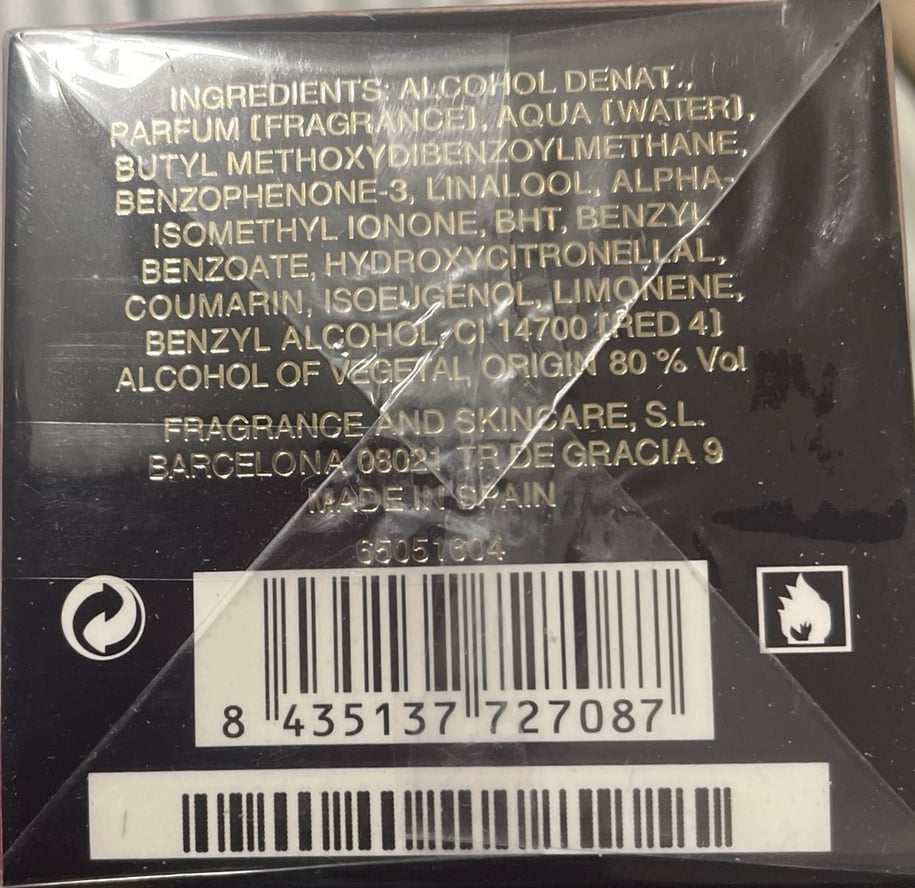 INGREDIENTS: ALCOHOL DENAT.,
PARFUM (FRAGRANCE), AQUA (WATER),
BUTYL METHOXYDIBENZOYLMETHANE,
BENZOPHENONE-3, LINALOOL, ALPHA-
ISOMETHYL IONONE, BHT, BENZYL
BENZOATE, HYDROXYCITRONELLAL,
COUMARIN, ISOEUGENOL, LIMONENE,
BENZYL ALCOHOL, CI 14700 (RED 4)
ALCOHOL OF VEGETAL ORIGIN 80 % Vol
FRAGRANCE AND SKINCARE, S.L.
BARCELONA 08021 TR DE GRACIA 9
MADE IN SPAIN
65051604
8 435137 727087